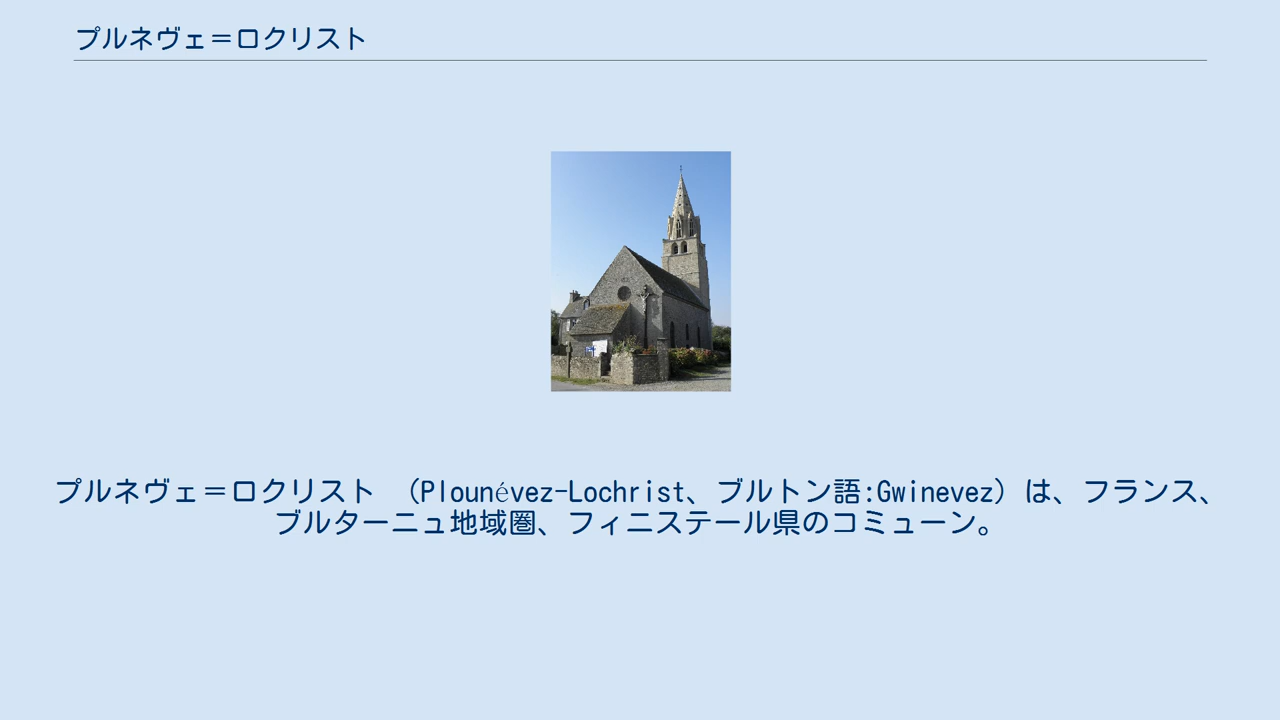 プルネヴェ＝ロクリスト
プルネヴェ＝ロクリスト （Plounévez-Lochrist、ブルトン語:Gwinevez）は、フランス、
ブルターニュ地域圏、フィニステール県のコミューン。